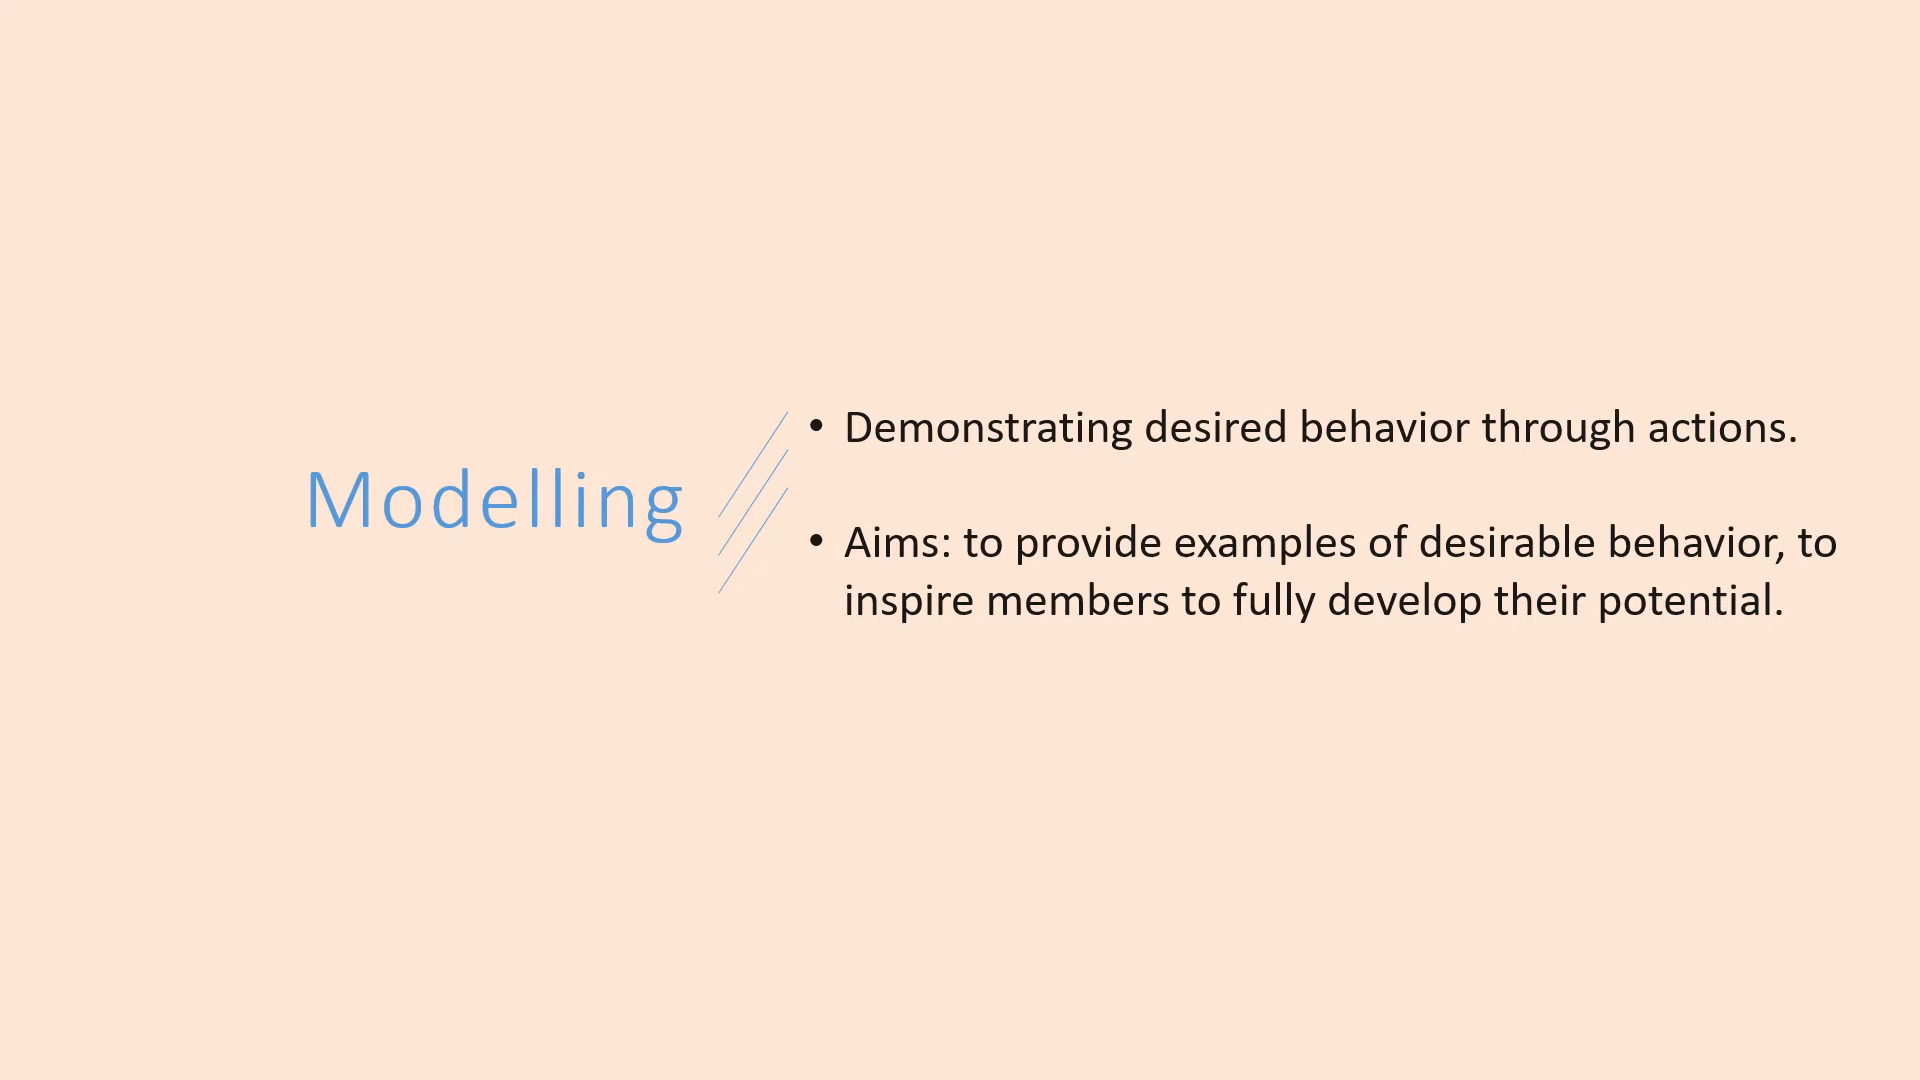 Modelling
• Demonstrating desired behavior through actions.
• Aims: to provide examples of desirable behavior, to
inspire members to fully develop their potential.